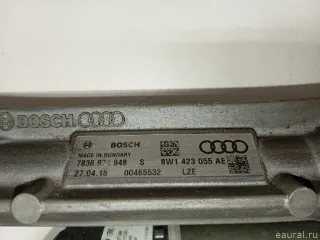 BOSCH
BOSCH
MADE IN HUNGARY
7838 974 948 S 8W1 423 055 AE
27.04.18 00465532 LZE
eaural.ru